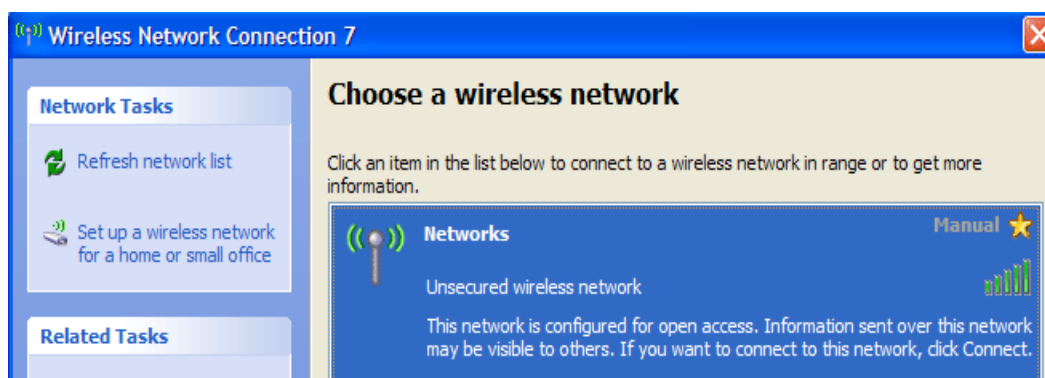 Wireless Network Connection 7
Network Tasks
Refresh network list
Set up a wireless network
for a home or small office
Related Tasks
Choose a wireless network
Click an item in the list below to connect to a wireless network in range or to get more
information.
Networks
Manual
Unsecured wireless network
This network is configured for open access. Information sent over this network
may be visible to others. If you want to connect to this network, click Connect.